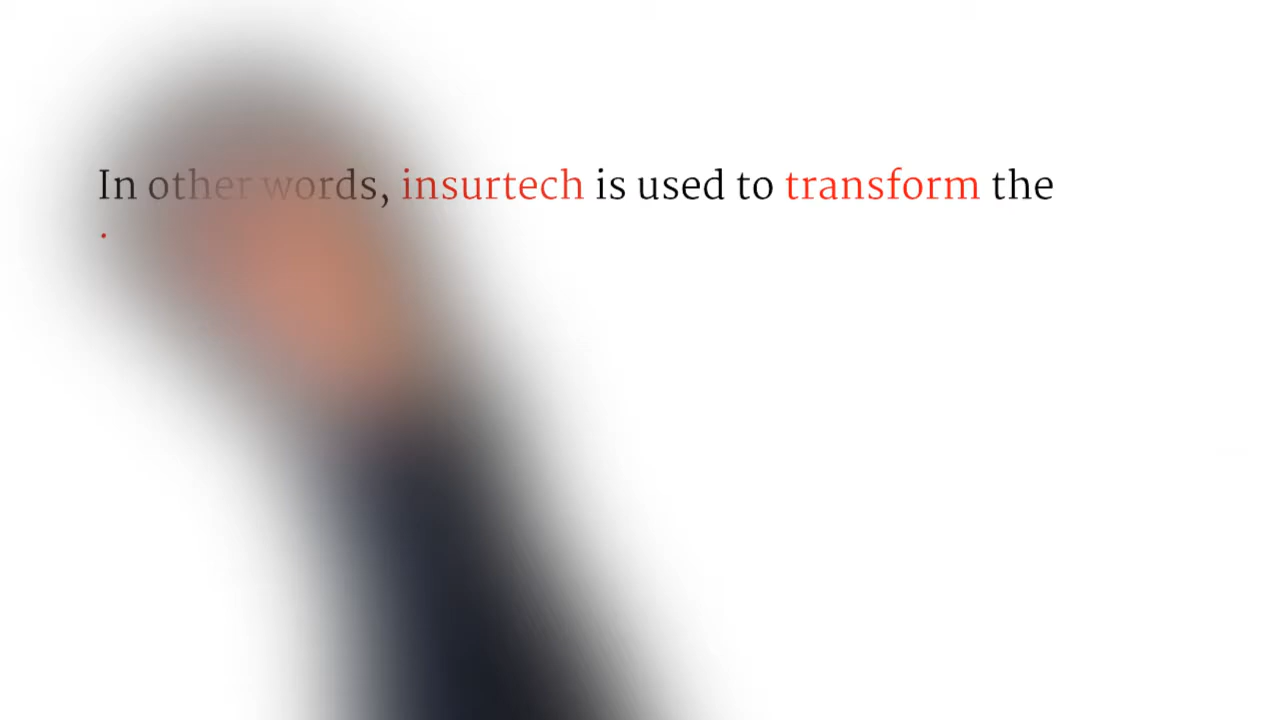 In other words, insurtech is used to transform the